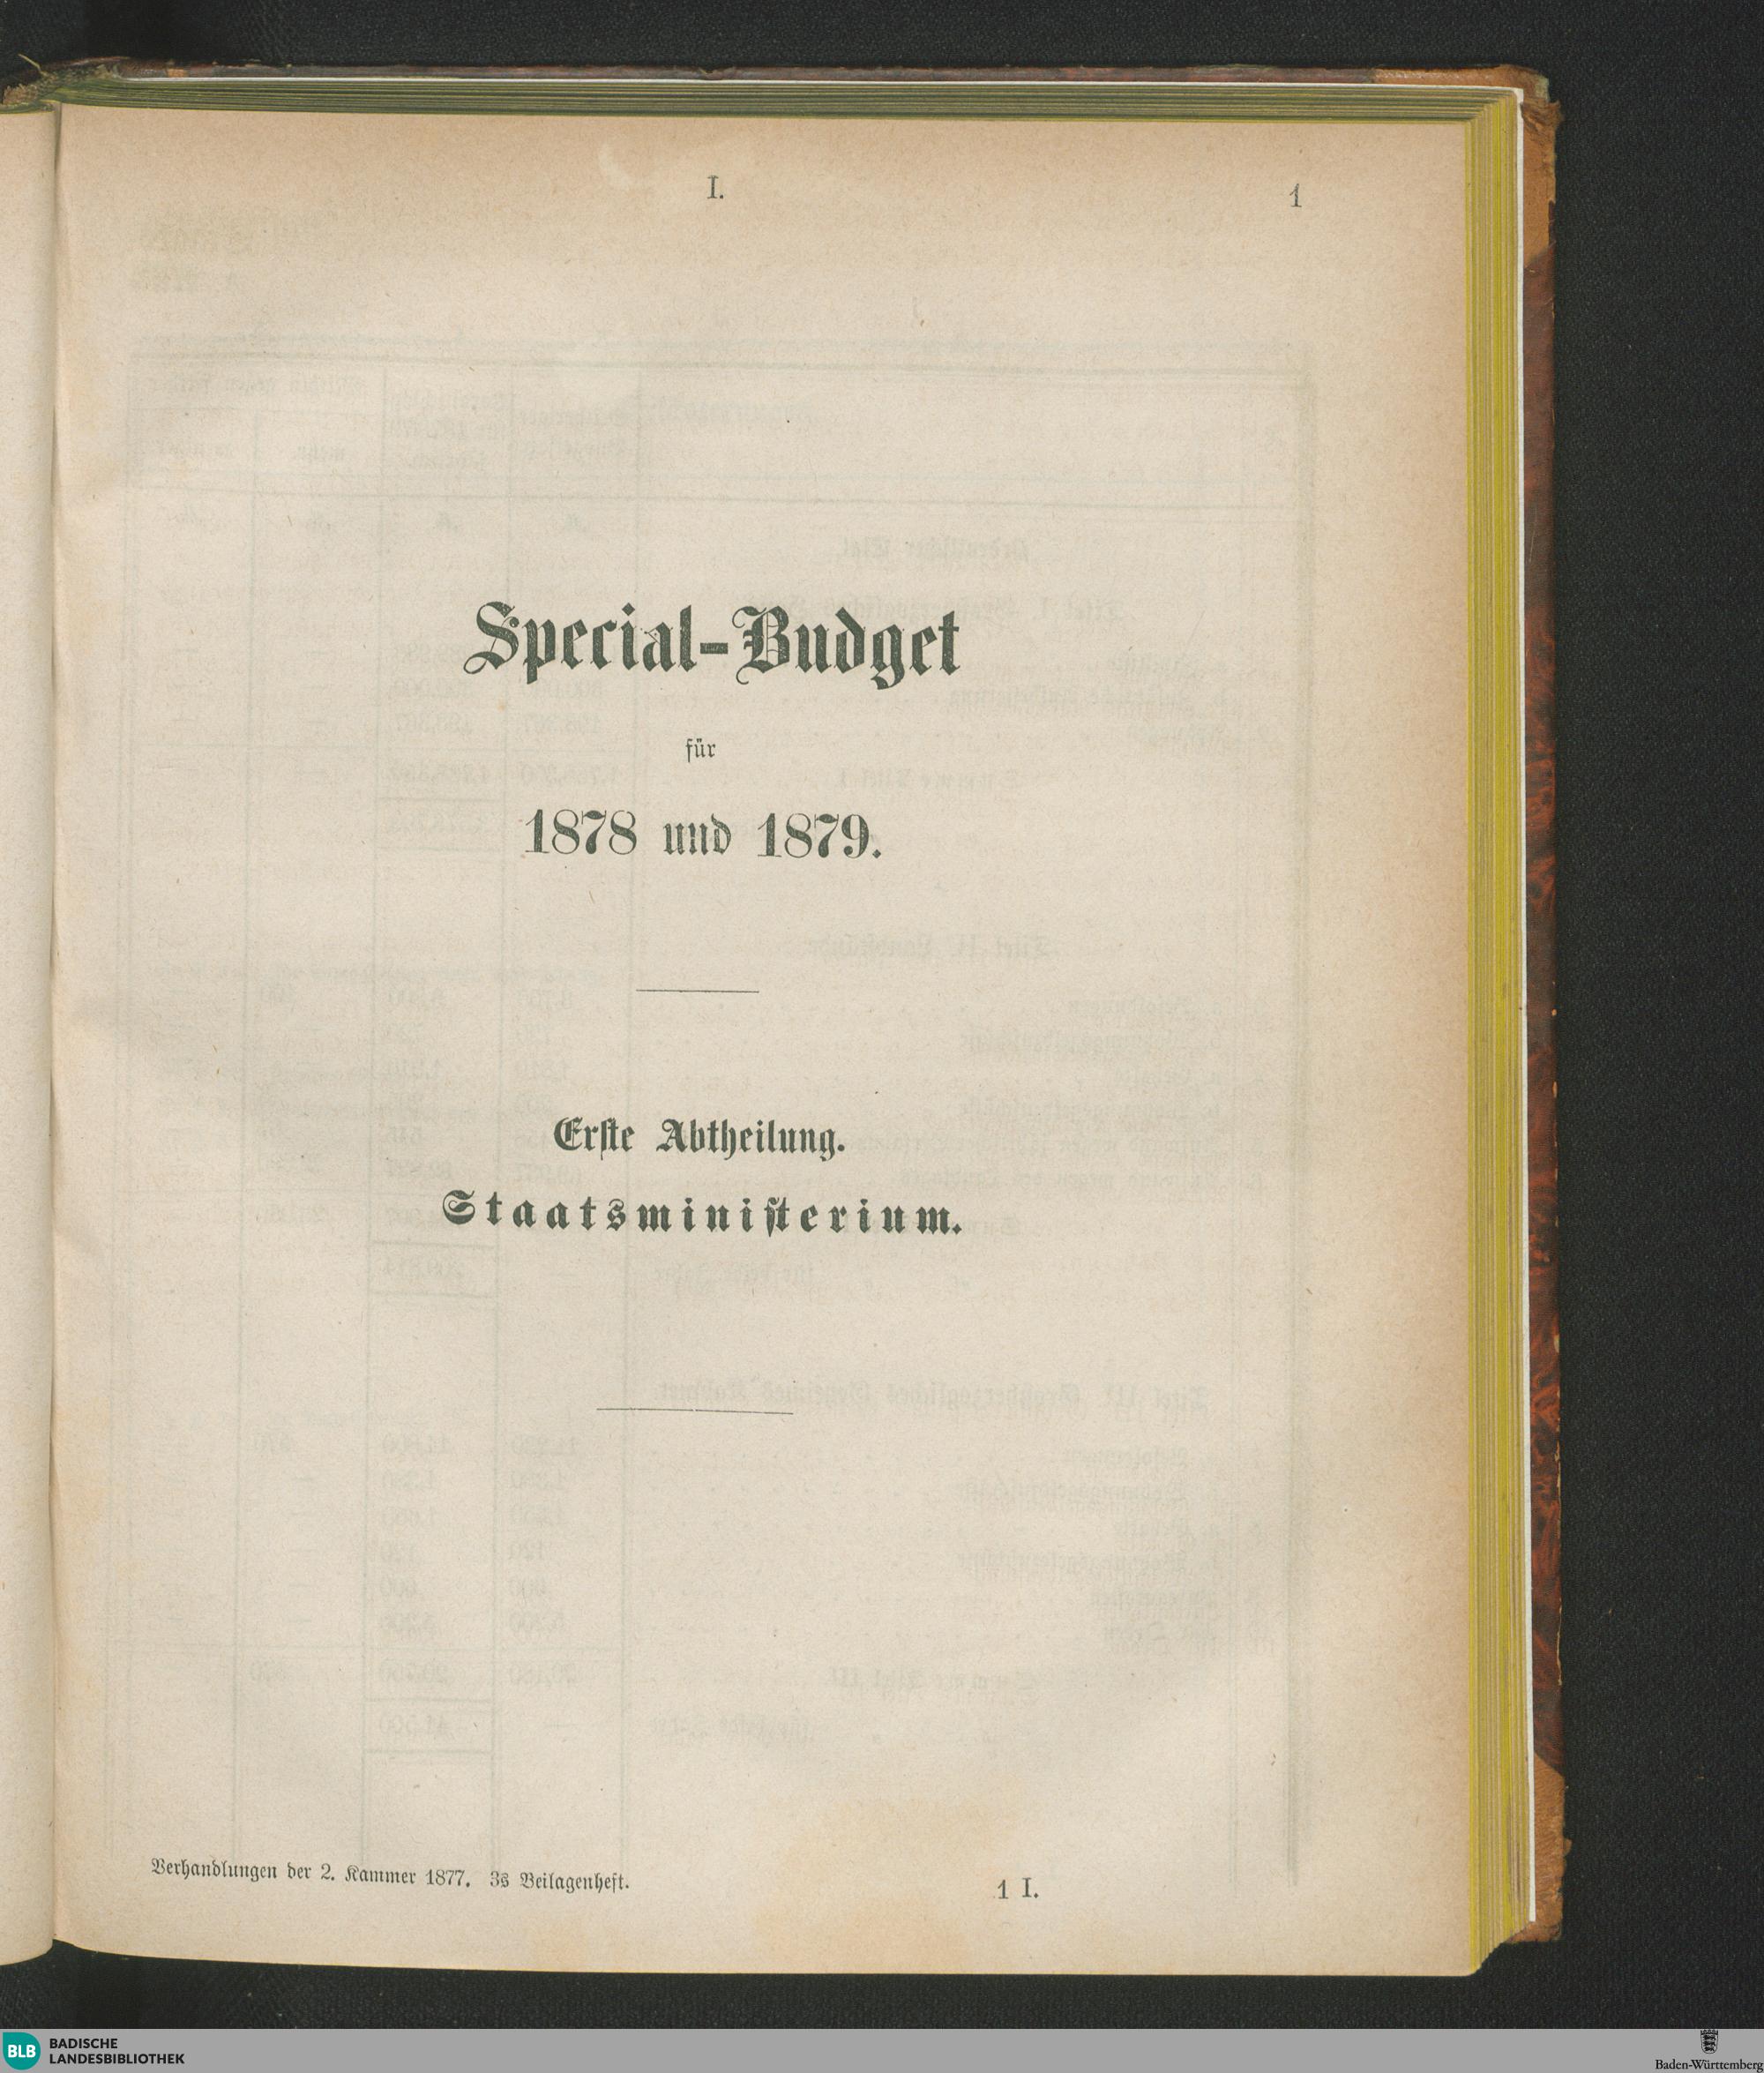 I.
1
Special-Budget
für
1878 und 1879.
Erste Abtheilung.
Staatsministerium.
Verhandlungen der 2. Kammer 1877. 3s Beilagenheft.
1 I.
BLB
BADISCHE
LANDESBIBLIOTHEK
Baden-Württemberg